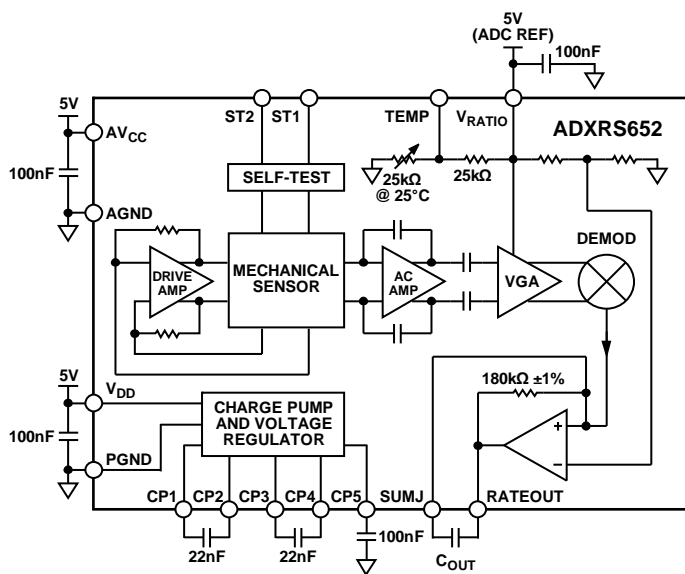 5V
(ADC REF)
100nF
5V
ST2
ST1
TEMP
VRATIO
ADXRS652
AVCC
100nF
25kΩ
@ 25°C
25kΩ
SELF-TEST
AGND
DEMOD
DRIVE
AMP
MECHANICAL
SENSOR
AC
AMP
VGA
5V
VDD
180kΩ ±1%
CHARGE PUMP
AND VOLTAGE
REGULATOR
+
100nF
–
PGND
CP1
CP2
CP3
CP4
CP5
SUMJ
RATEOUT
22nF
22nF
100nF
COUT